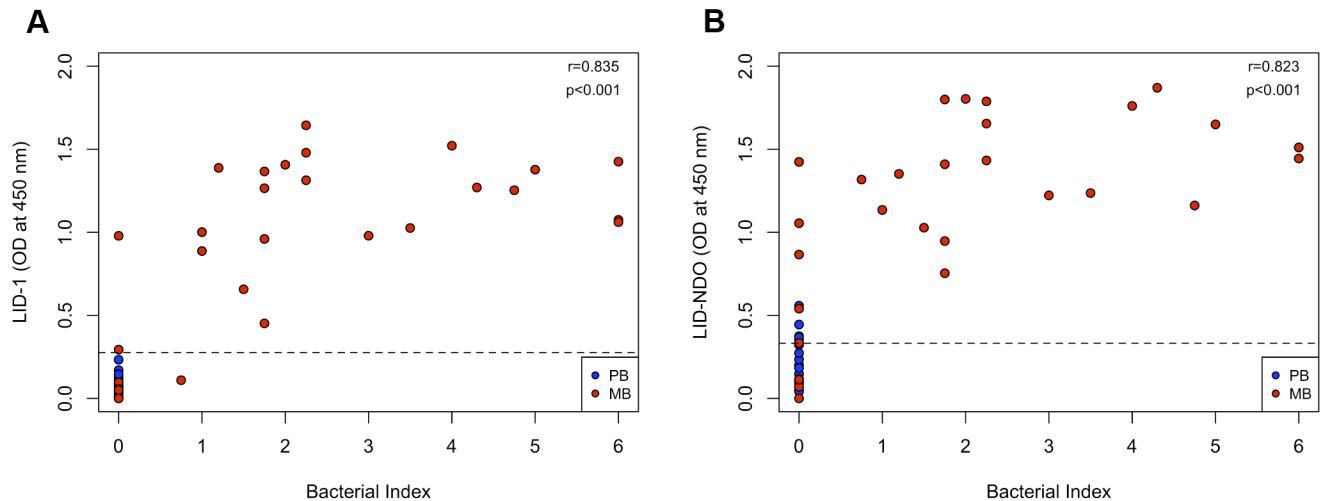 A
2.0
1.5
1.0
0.5
0.0
LID-1 (OD at 450 nm)
r=0.835
p<0.001
PB
MB
0 1 2 3 4 5 6
Bacterial Index
B
2.0
1.5
1.0
0.5
0.0
LID-NDO (OD at 450 nm)
r=0.823
p<0.001
PB
MB
0 1 2 3 4 5 6
Bacterial Index